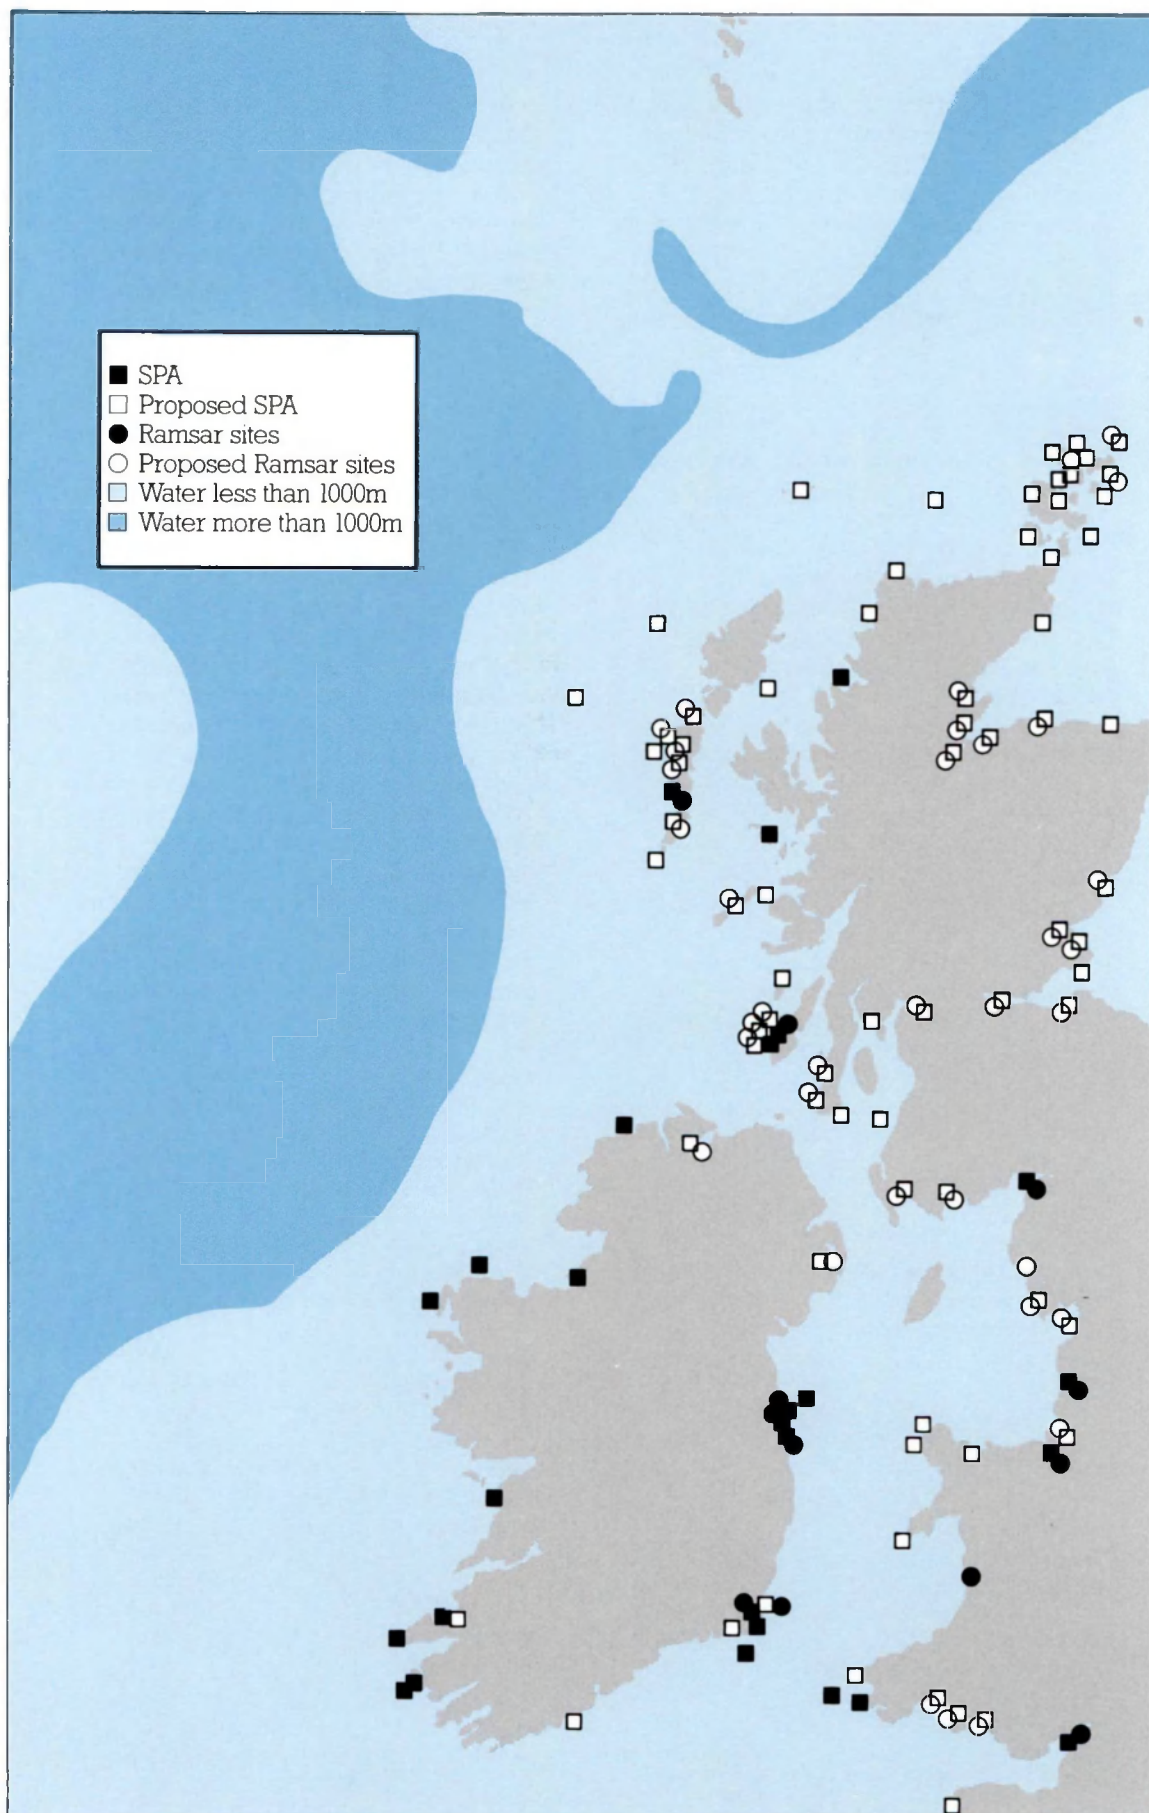 SPA
Proposed SPA
Ramsar sites
Proposed Ramsar sites
Water less than 1000m
Water more than 1000m